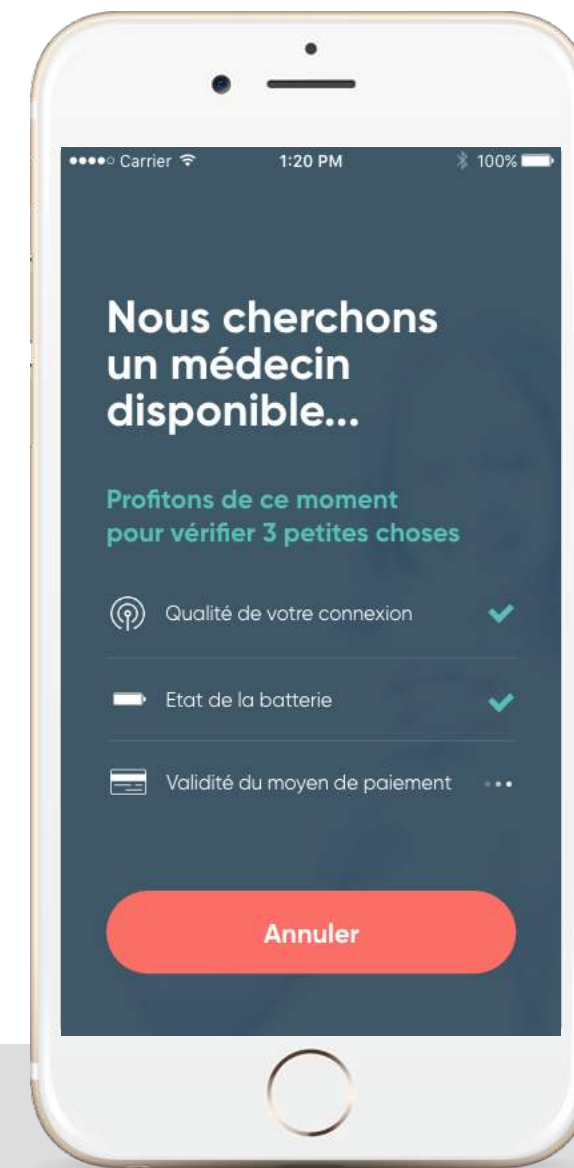 Carrier 1:20 PM 100%
Nous cherchons
un médecin
disponible...
Profitons de ce moment
pour vérifier 3 petites choses
Qualité de votre connexion
Etat de la batterie
Validité du moyen de paiement
Annuler